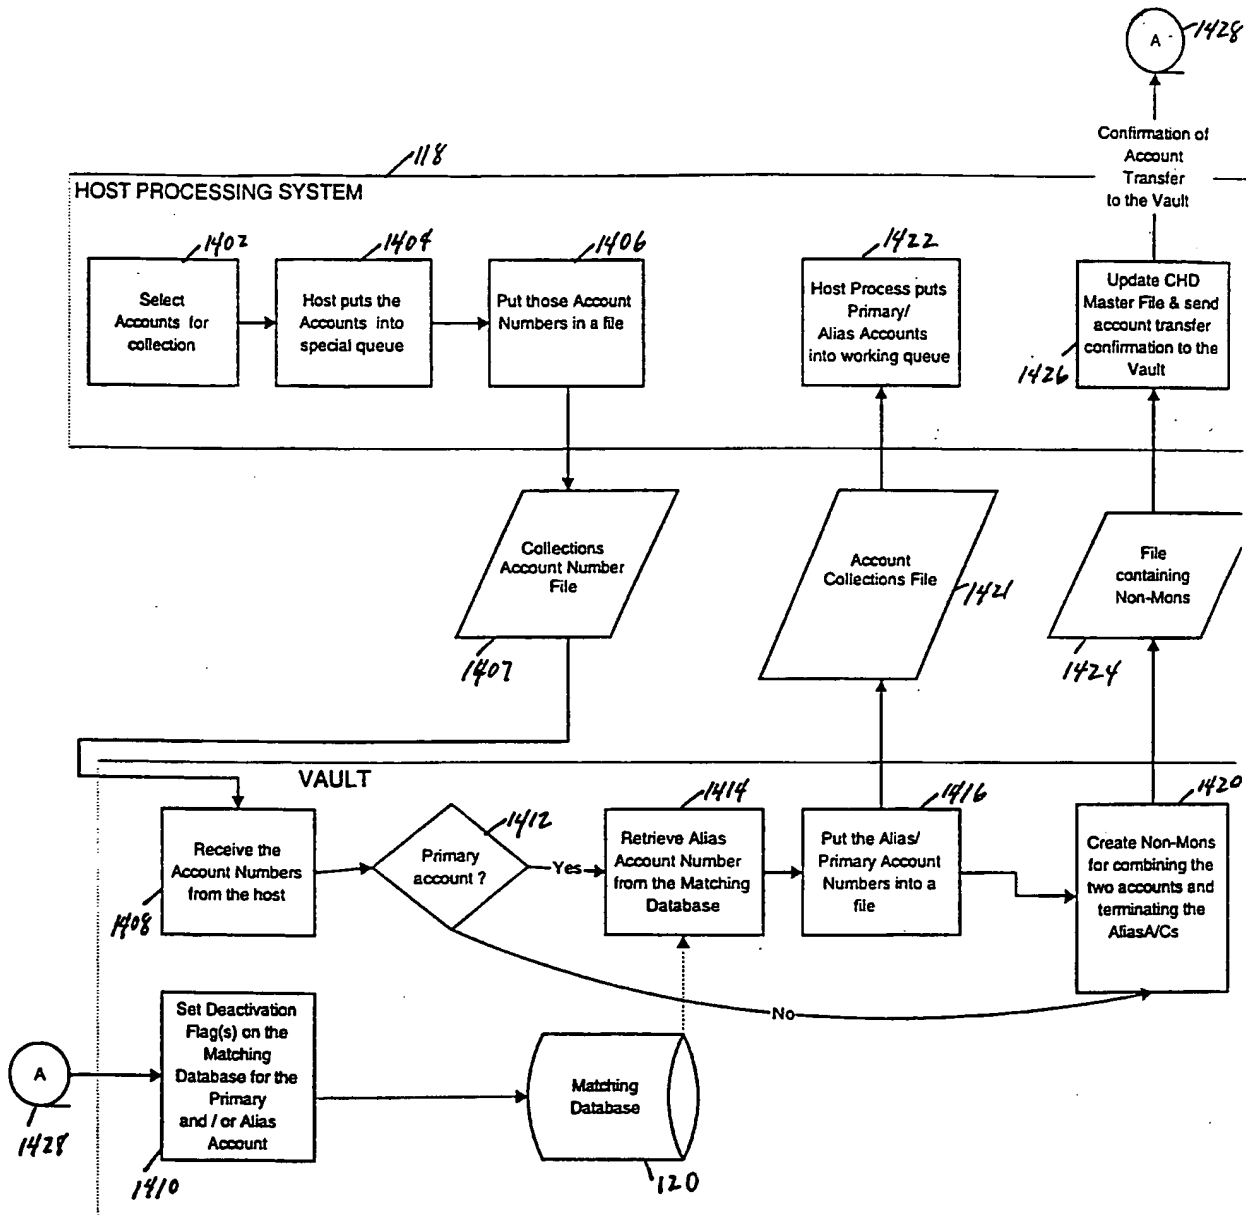 A
1428
Confirmation of
Account
Transfer
to the Vault
118
HOST PROCESSING SYSTEM
1402
Select
Accounts for
collection
1404
Host puts the
Accounts into
special queue
1406
Put those Account
Numbers in a file
1422
Host Process puts
Primary/
Alias Accounts
into working queue
Update CHD
Master File & send
account transfer
confirmation to the
Vault
1426
Collections
Account Number
File
1407
Account
Collections File
1421
File
containing
Non-Mons
1424
VAULT
Receive the
Account Numbers
from the host
1408
Primary
account ?
1412
Yes
No
1414
Retrieve Alias
Account Number
from the Matching
Database
1416
Put the Alias/
Primary Account
Numbers into a
file
1420
Create Non-Mons
for combining the
two accounts and
terminating the
AliasA/Cs
A
1428
Set Deactivation
Flag(s) on the
Matching
Database for the
Primary
and / or Alias
Account
1410
Matching
Database
120